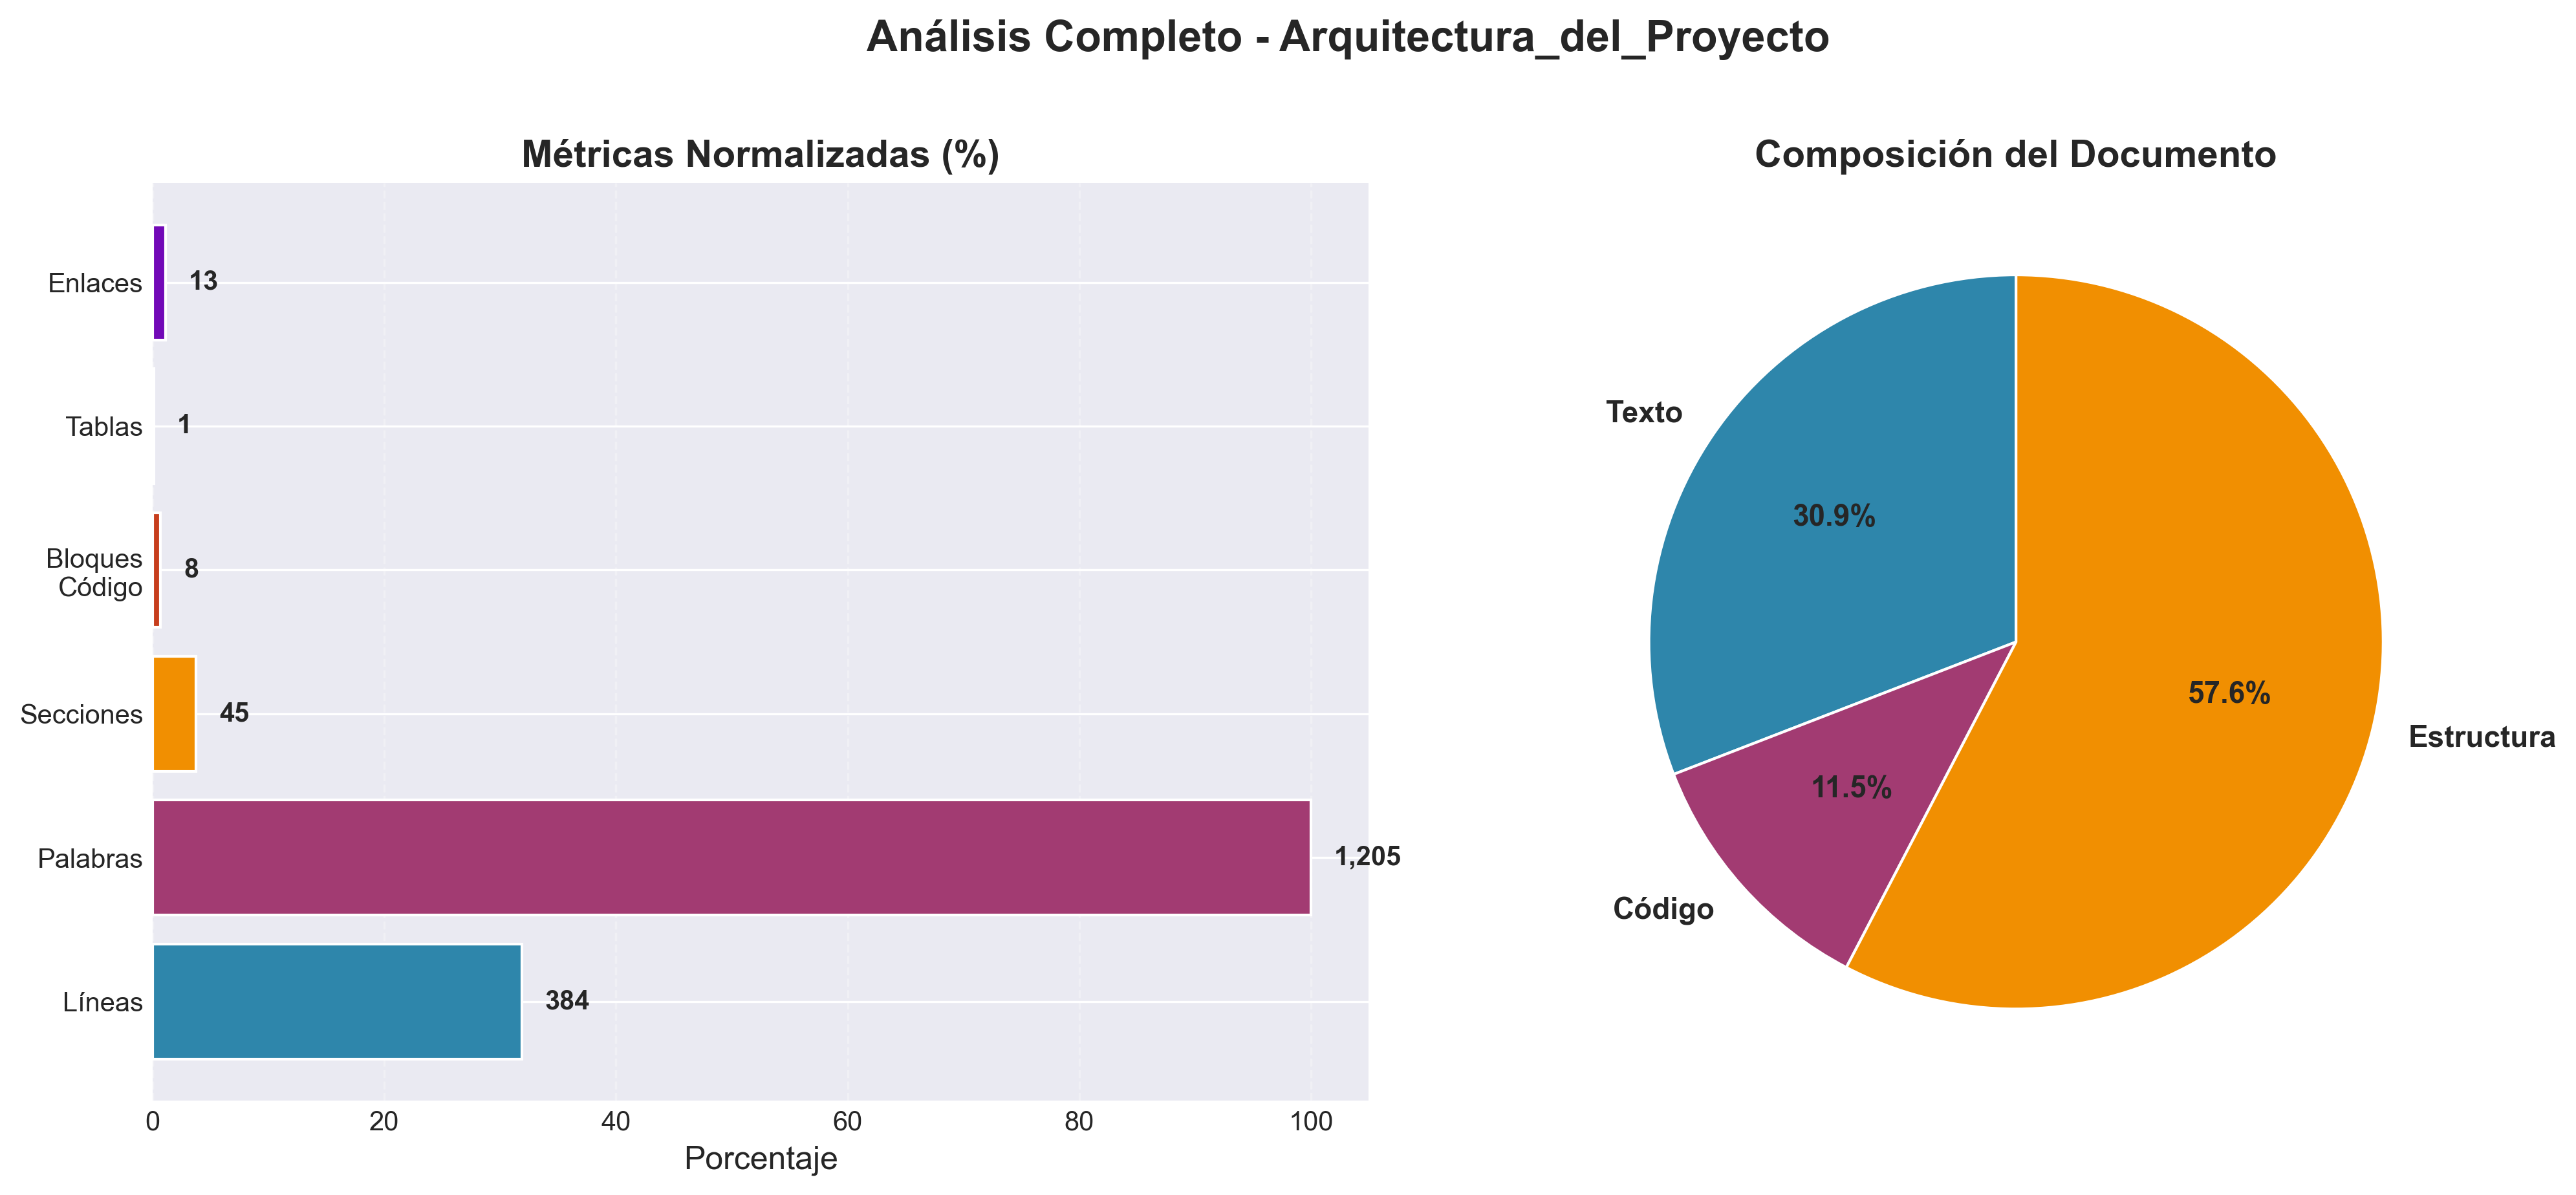 Análisis Completo - Arquitectura_del_Proyecto
Métricas Normalizadas (%)
Enlaces
13
Tablas
1
Bloques
Código
8
Secciones
45
Palabras
1,205
Líneas
384
0 20 40 60 80 100
Porcentaje
Composición del Documento
Texto
30.9%
57.6%
Estructura
11.5%
Código